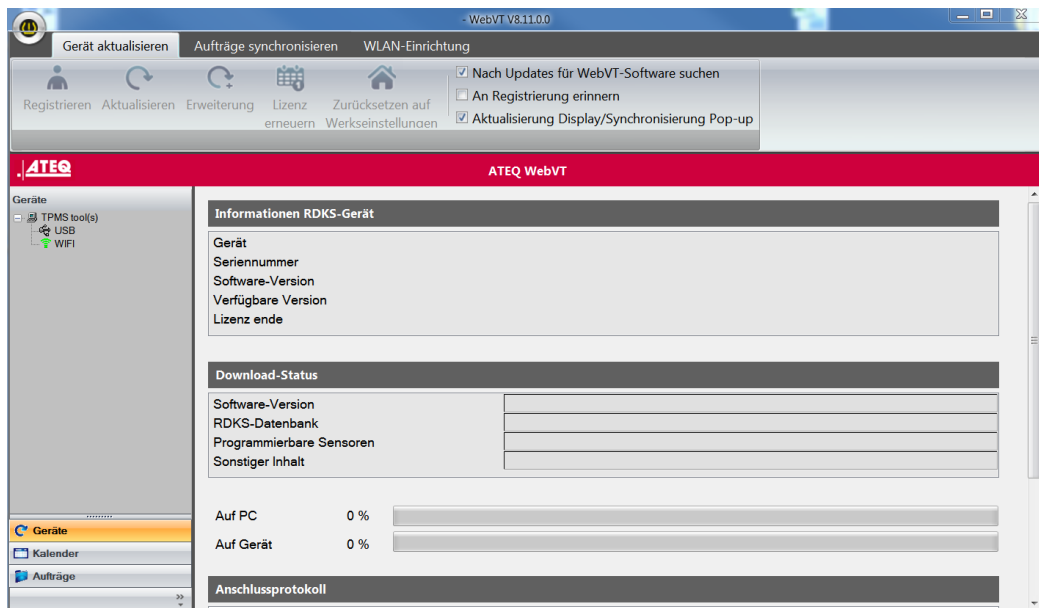 - WebVT V8.11.0.0
Gerät aktualisieren Aufträge synchronisieren WLAN-Einrichtung
Registrieren Aktualisieren Erweiterung Lizenz erneuern Zurücksetzen auf Werkseinstellungen
Nach Updates für WebVT-Software suchen
An Registrierung erinnern
Aktualisierung Display/Synchronisierung Pop-up
ATEQ ATEQ WebVT
Geräte
TPMS tool(s)
USB
WIFI
Geräte
Kalender
Aufträge
Informationen RDKS-Gerät
Gerät
Seriennummer
Software-Version
Verfügbare Version
Lizenz ende
Download-Status
Software-Version
RDKS-Datenbank
Programmierbare Sensoren
Sonstiger Inhalt
Auf PC 0 %
Auf Gerät 0 %
Anschlussprotokoll